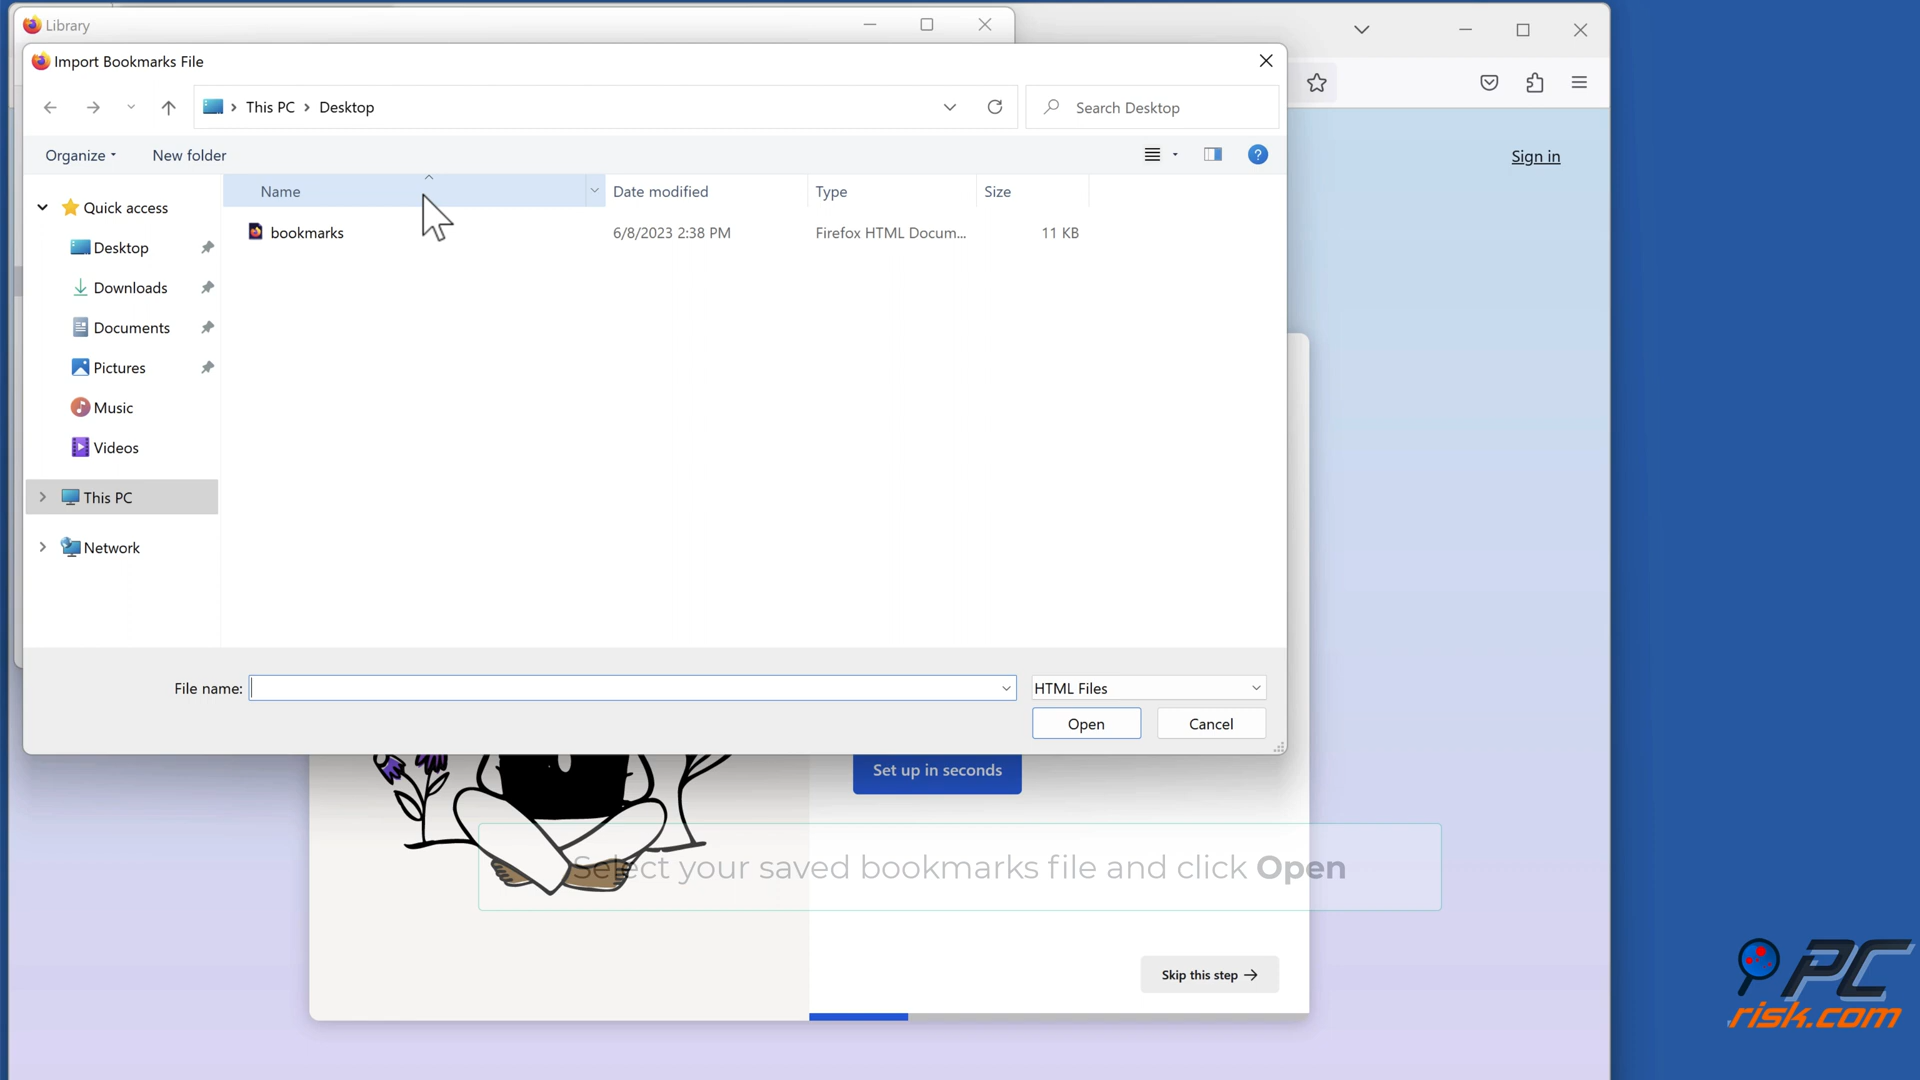 Library
Import Bookmarks File
This PC
Desktop
Search Desktop
Organize
New folder
Sign in
Name
Date modified
Type
Size
Quick access
bookmarks
6/8/2023 2:38 PM
Firefox HTML Docum...
11 KB
Desktop
Downloads
Documents
Pictures
Music
Videos
This PC
Network
File name:
HTML Files
Open
Cancel
Set up in seconds
Select your saved bookmarks file and click Open
Skip this step
PC
risk.com